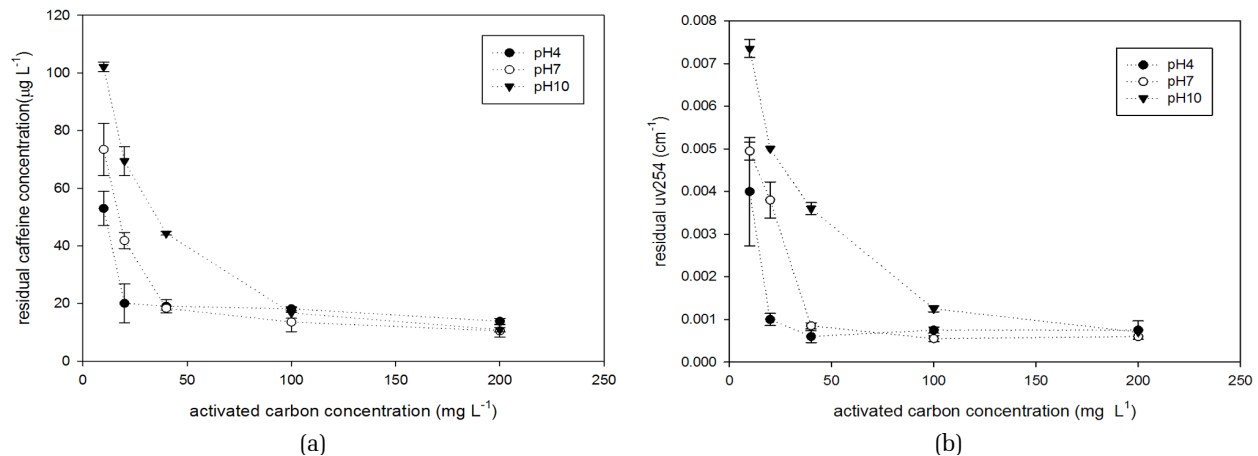 120
100
80
60
40
20
0
residual caffeine concentration(µg L-1)
pH4
pH7
pH10
0 50 100 150 200 250
activated carbon concentration (mg L-1)
(a)
0.008
0.007
0.006
0.005
0.004
0.003
0.002
0.001
0.000
residual uv254 (cm-1)
pH4
pH7
pH10
0 50 100 150 200 250
activated carbon concentration (mg L1)
(b)